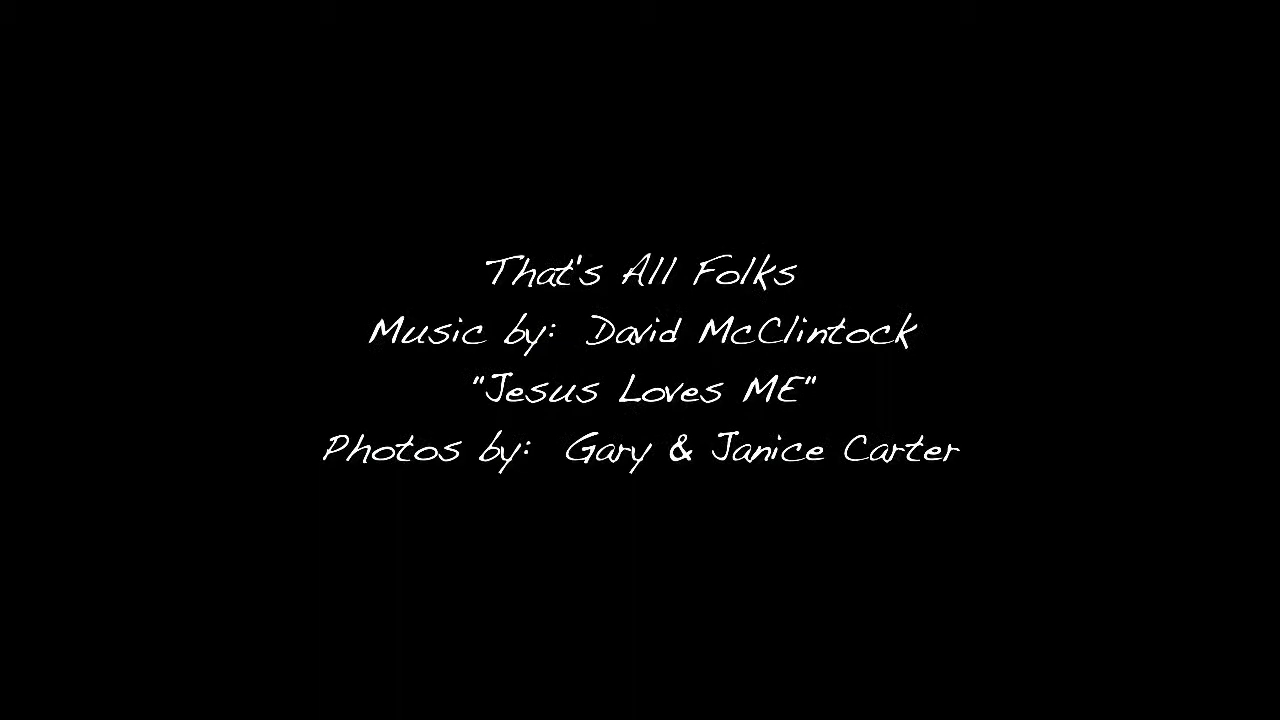 That's All Folks
Music by: David McClintock
"Jesus Loves ME"
Photos by: Gary & Janice Carter